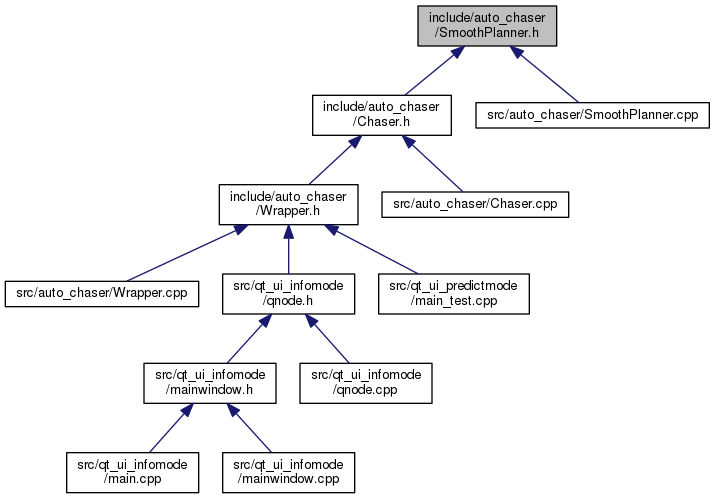 include/auto_chaser
/SmoothPlanner.h
include/auto_chaser
/Chaser.h
src/auto_chaser/SmoothPlanner.cpp
include/auto_chaser
/Wrapper.h
src/auto_chaser/Chaser.cpp
src/auto_chaser/Wrapper.cpp
src/qt_ui_infomode
/qnode.h
src/qt_ui_predictmode
/main_test.cpp
src/qt_ui_infomode
/mainwindow.h
src/qt_ui_infomode
/qnode.cpp
src/qt_ui_infomode
/main.cpp
src/qt_ui_infomode
/mainwindow.cpp